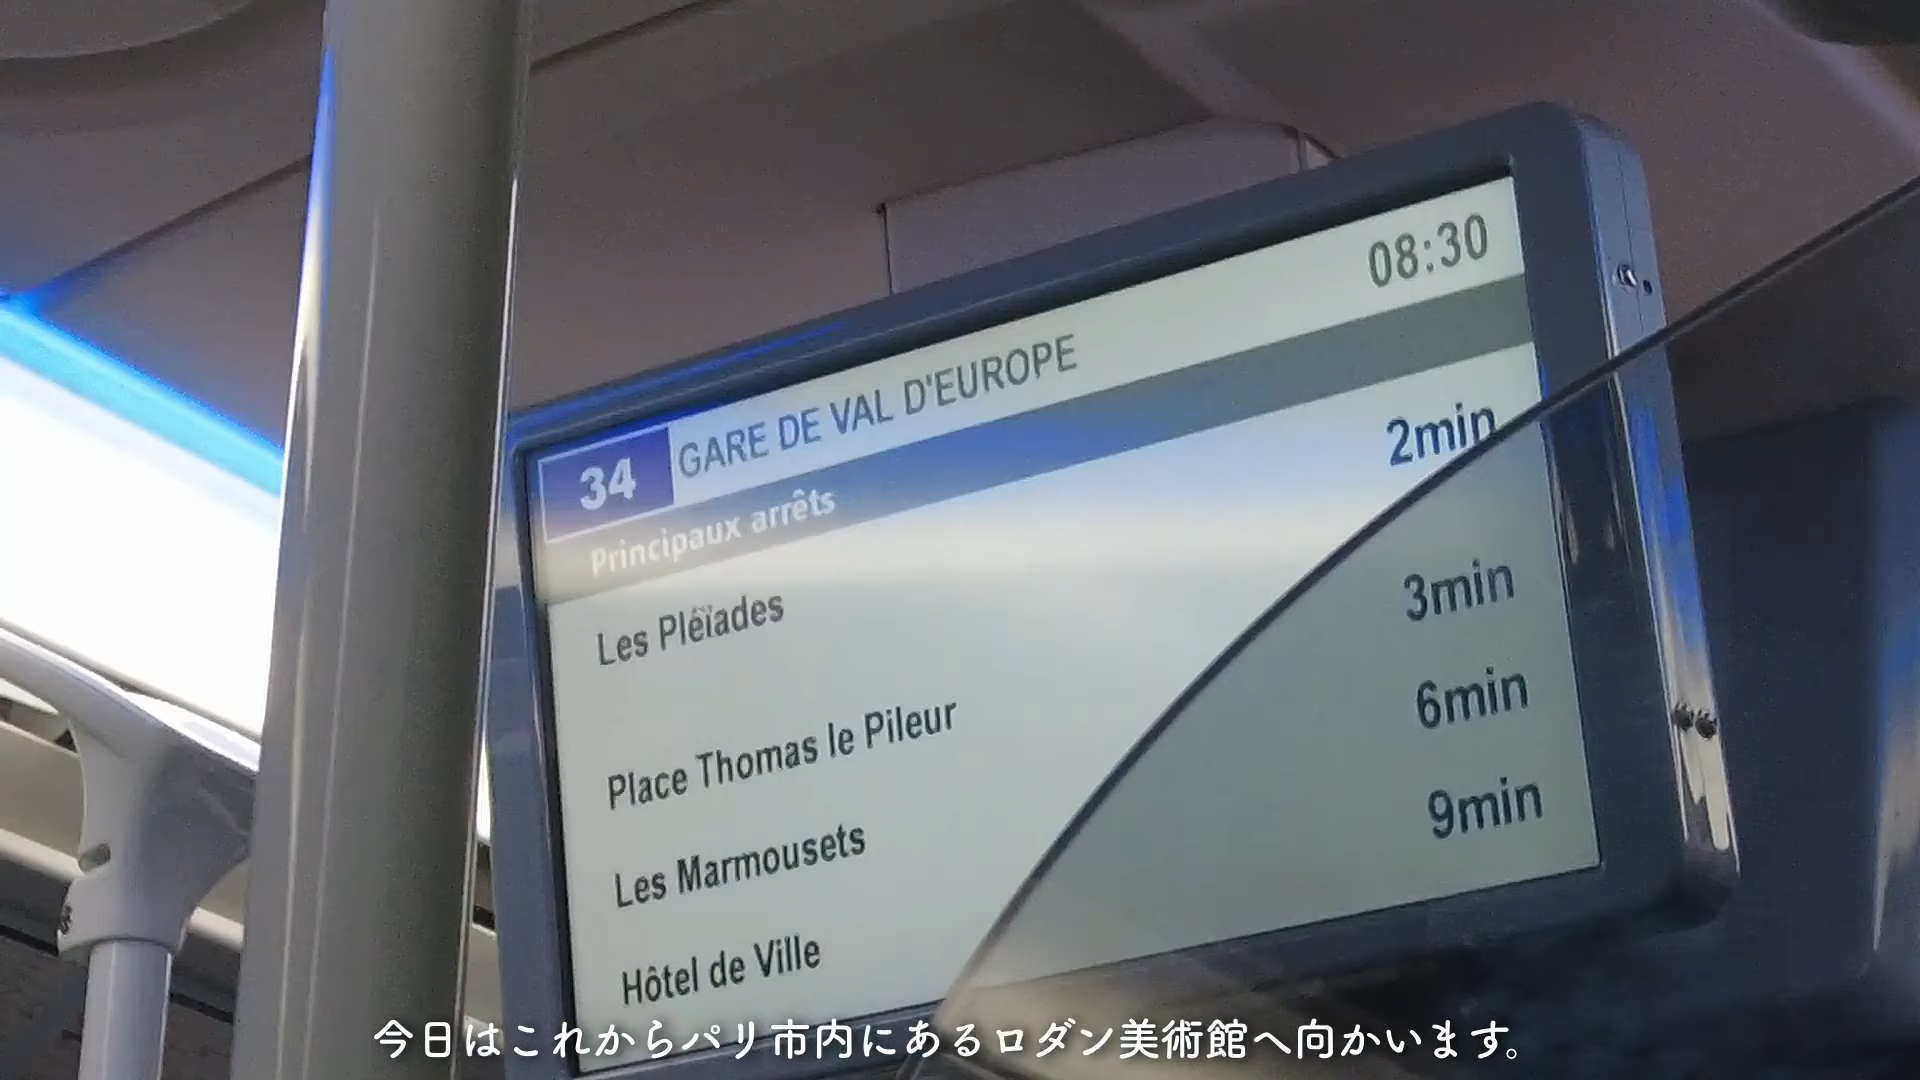 08:30
34 GARE DE VAL D'EUROPE
Principaux arrêts
Les Pléïades 2min
Place Thomas le Pileur 3min
Les Marmousets 6min
Hôtel de Ville 9min
今日はこれからパリ市内にあるロダン美術館へ向かいます。